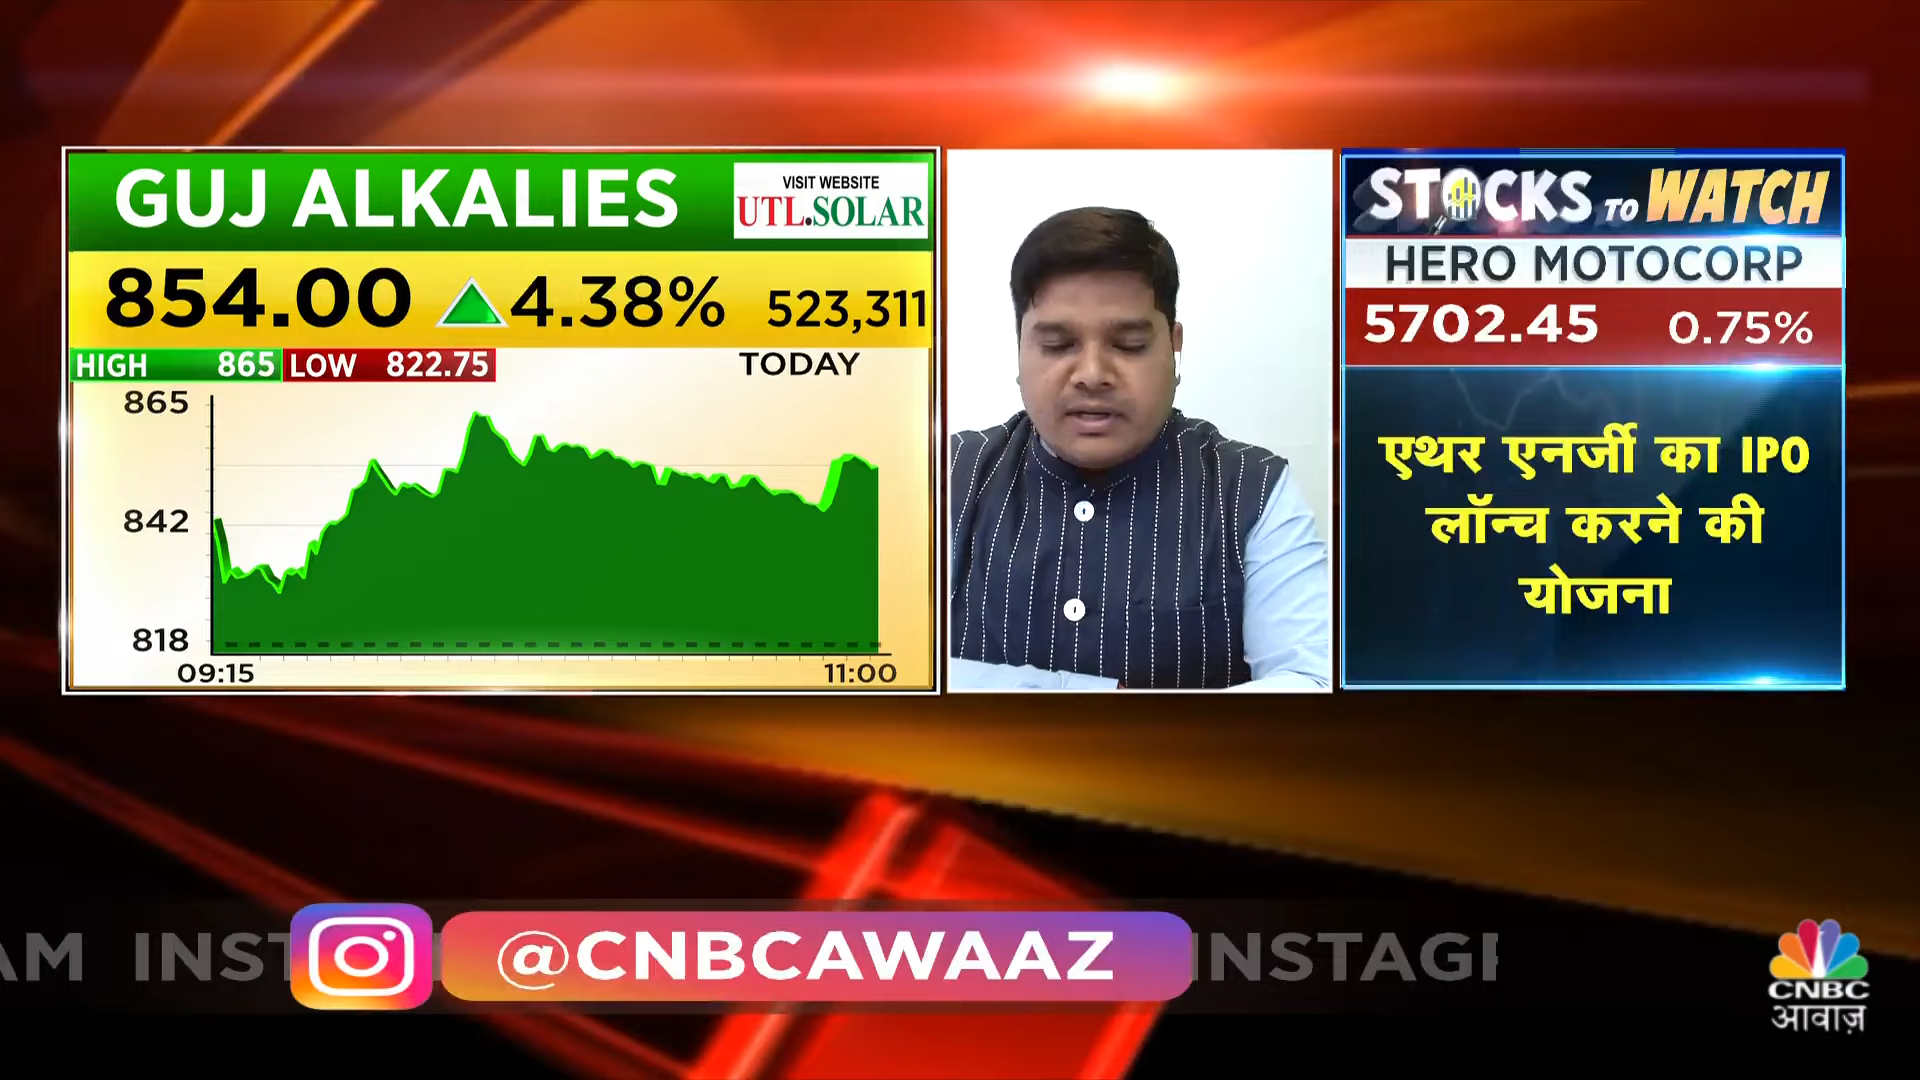 GUJ ALKALIES
VISIT WEBSITE
UTL.SOLAR
854.00 4.38% 523,311
HIGH 865 LOW 822.75 TODAY
865
842
818
09:15 11:00
STOCKS TO WATCH
HERO MOTOCORP
5702.45 0.75%
एथर एनर्जी का IPO
लॉन्च करने की
योजना
AM INST @CNBCAWAAZ INSTAGR
CNBC
आवाज़